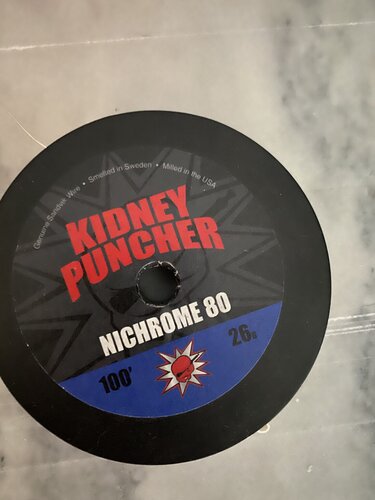 Genuine Sandvik Wire • Smelted in Sweden • Milled in the USA
KIDNEY
PUNCHER
NICHROME 80
100' 26g